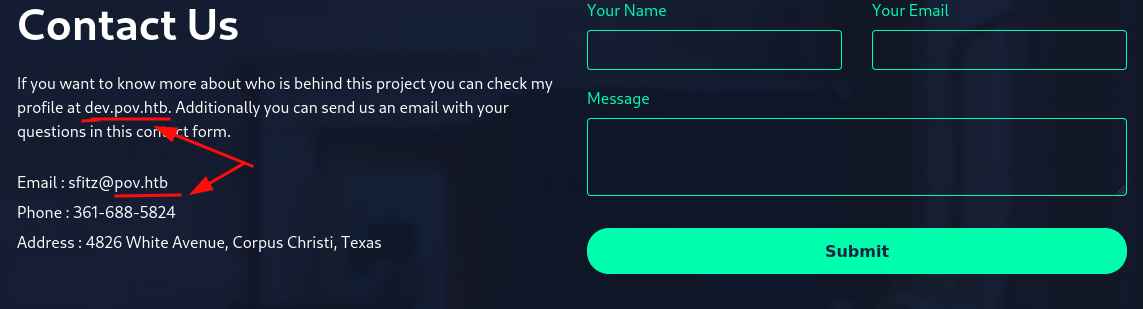 Contact Us
If you want to know more about who is behind this project you can check my
profile at dev.pov.htb. Additionally you can send us an email with your
questions in this contact form.
Email : sfitz@pov.htb
Phone : 361-688-5824
Address : 4826 White Avenue, Corpus Christi, Texas
Your Name
Your Email
Message
Submit